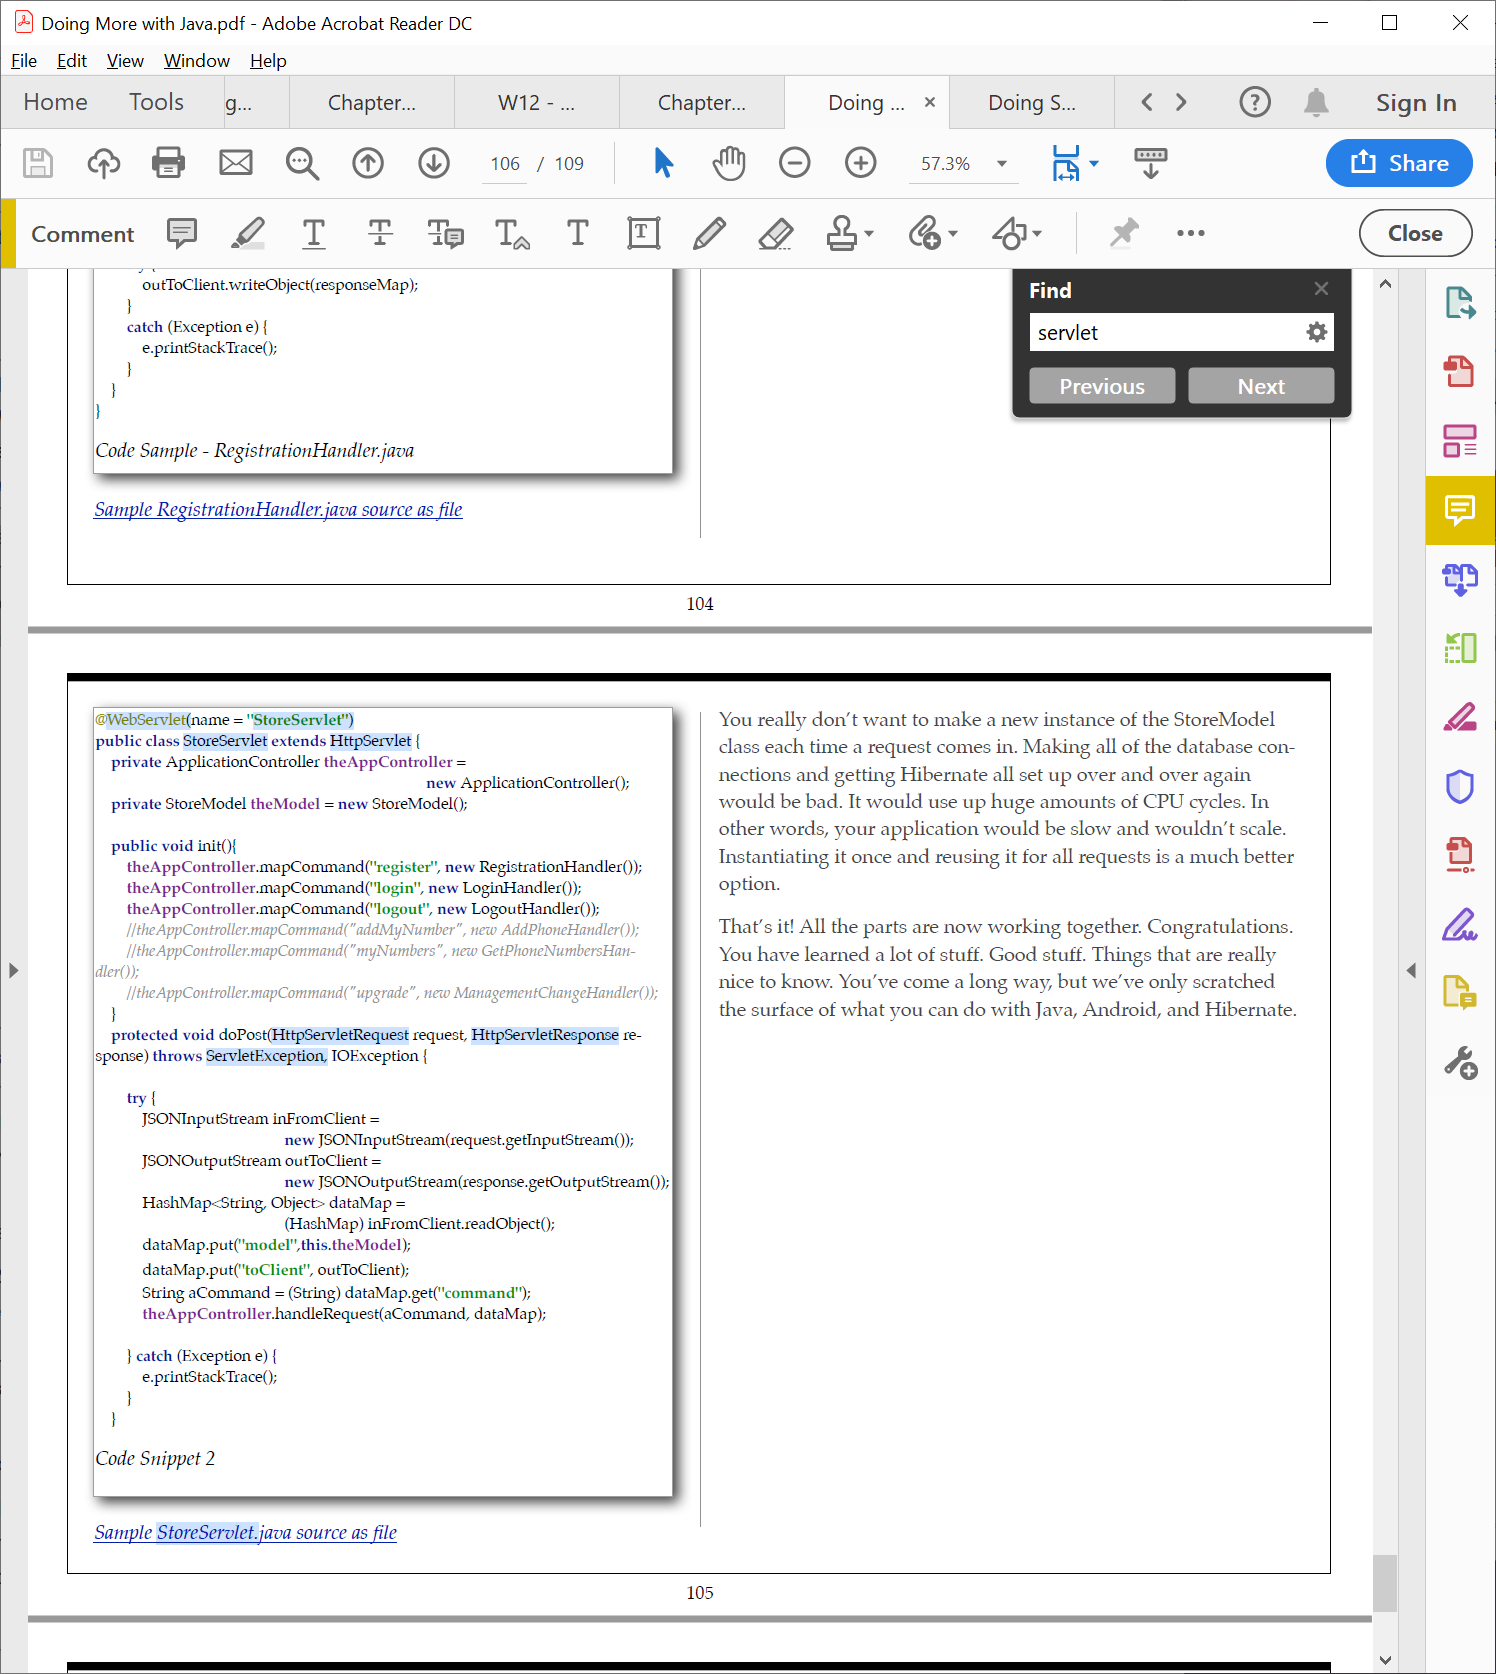 Doing More with Java.pdf - Adobe Acrobat Reader DC
File Edit View Window Help
Home Tools g... Chapter... W12 - ... Chapter... Doing ... Doing S... Sign In
106 / 109 57.3% Share
Comment Close
Find
servlet
Previous Next
outToClient.writeObject(responseMap);
}
catch (Exception e) {
e.printStackTrace();
}
}
}
Code Sample - RegistrationHandler.java
Sample RegistrationHandler.java source as file
104
@WebServlet(name = "StoreServlet")
public class StoreServlet extends HttpServlet {
private ApplicationController theAppController =
new ApplicationController();
private StoreModel theModel = new StoreModel();
public void init(){
theAppController.mapCommand("register", new RegistrationHandler());
theAppController.mapCommand("login", new LoginHandler());
theAppController.mapCommand("logout", new LogoutHandler());
//theAppController.mapCommand("addMyNumber", new AddPhoneHandler());
//theAppController.mapCommand("myNumbers", new GetPhoneNumbersHan-
dler());
//theAppController.mapCommand("upgrade", new ManagementChangeHandler());
}
protected void doPost(HttpServletRequest request, HttpServletResponse re-
sponse) throws ServletException, IOException {
try {
JSONInputStream inFromClient =
new JSONInputStream(request.getInputStream());
JSONOutputStream outToClient =
new JSONOutputStream(response.getOutputStream());
HashMap<String, Object> dataMap =
(HashMap) inFromClient.readObject();
dataMap.put("model",this.theModel);
dataMap.put("toClient", outToClient);
String aCommand = (String) dataMap.get("command");
theAppController.handleRequest(aCommand, dataMap);
} catch (Exception e) {
e.printStackTrace();
}
}
Code Snippet 2
Sample StoreServlet.java source as file
You really don't want to make a new instance of the StoreModel
class each time a request comes in. Making all of the database con-
nections and getting Hibernate all set up over and over again
would be bad. It would use up huge amounts of CPU cycles. In
other words, your application would be slow and wouldn't scale.
Instantiating it once and reusing it for all requests is a much better
option.
That's it! All the parts are now working together. Congratulations.
You have learned a lot of stuff. Good stuff. Things that are really
nice to know. You've come a long way, but we've only scratched
the surface of what you can do with Java, Android, and Hibernate.
105